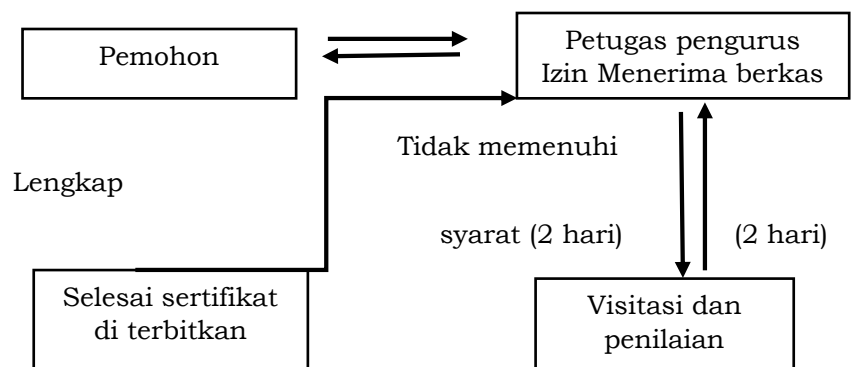 Pemohon
Petugas pengurus
Izin Menerima berkas
Tidak memenuhi
Lengkap
syarat (2 hari)
(2 hari)
Selesai sertifikat
di terbitkan
Visitasi dan
penilaian